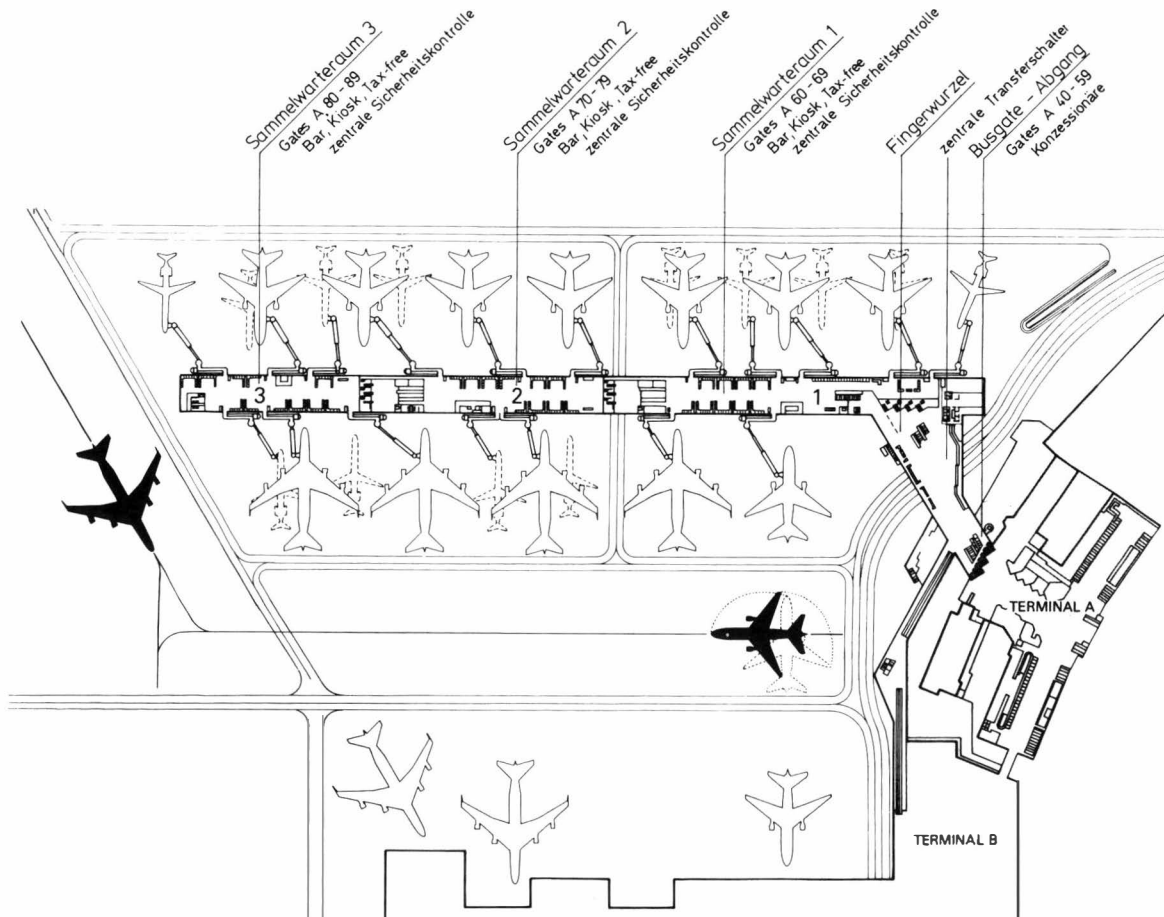 Sammelwarteraum 3
Gates A 80 - 89
Bar, Kiosk, Tax-free
zentrale Sicherheitskontrolle
Sammelwarteraum 2
Gates A 70 - 79
Bar, Kiosk, Tax-free
zentrale Sicherheitskontrolle
Sammelwarteraum 1
Gates A 60 - 69
Bar, Kiosk, Tax-free
zentrale Sicherheitskontrolle
Fingerwurzel
zentrale Transferschalter
Busgate - Abgang
Gates A 40 - 59
Konzessionäre
3
2
1
TERMINAL A
TERMINAL B